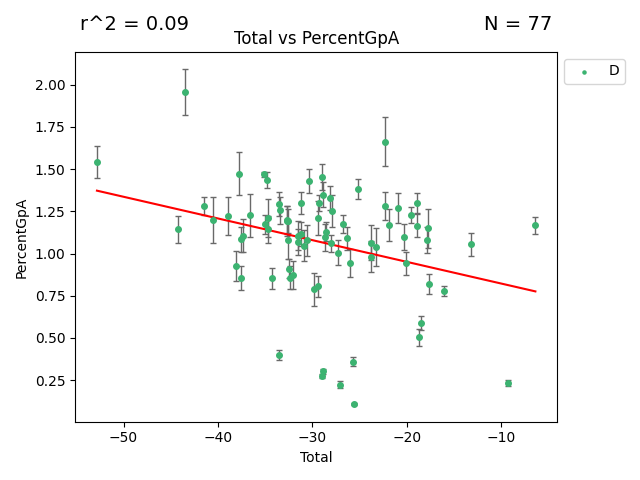 r^2 = 0.09
N = 77
Total vs PercentGpA
D
2.00
1.75
1.50
1.25
1.00
0.75
0.50
0.25
PercentGpA
−50
−40
−30
−20
−10
Total